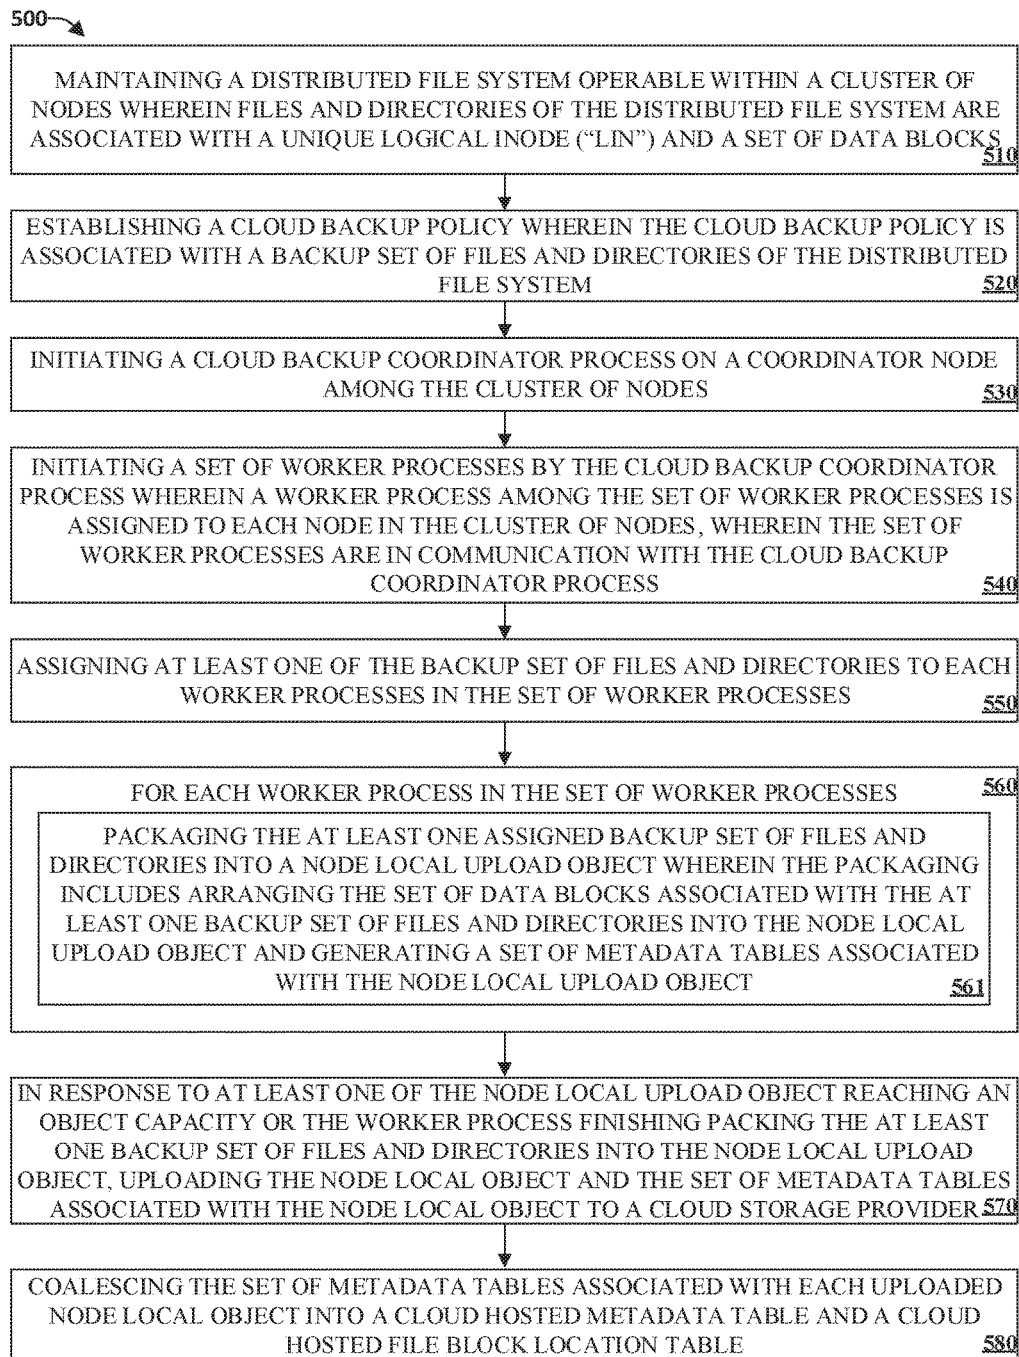 500
MAINTAINING A DISTRIBUTED FILE SYSTEM OPERABLE WITHIN A CLUSTER OF
NODES WHEREIN FILES AND DIRECTORIES OF THE DISTRIBUTED FILE SYSTEM ARE
ASSOCIATED WITH A UNIQUE LOGICAL INODE (“LIN”) AND A SET OF DATA BLOCKS
510
ESTABLISHING A CLOUD BACKUP POLICY WHEREIN THE CLOUD BACKUP POLICY IS
ASSOCIATED WITH A BACKUP SET OF FILES AND DIRECTORIES OF THE DISTRIBUTED
FILE SYSTEM
520
INITIATING A CLOUD BACKUP COORDINATOR PROCESS ON A COORDINATOR NODE
AMONG THE CLUSTER OF NODES
530
INITIATING A SET OF WORKER PROCESSES BY THE CLOUD BACKUP COORDINATOR
PROCESS WHEREIN A WORKER PROCESS AMONG THE SET OF WORKER PROCESSES IS
ASSIGNED TO EACH NODE IN THE CLUSTER OF NODES, WHEREIN THE SET OF
WORKER PROCESSES ARE IN COMMUNICATION WITH THE CLOUD BACKUP
COORDINATOR PROCESS
540
ASSIGNING AT LEAST ONE OF THE BACKUP SET OF FILES AND DIRECTORIES TO EACH
WORKER PROCESSES IN THE SET OF WORKER PROCESSES
550
FOR EACH WORKER PROCESS IN THE SET OF WORKER PROCESSES
560
PACKAGING THE AT LEAST ONE ASSIGNED BACKUP SET OF FILES AND
DIRECTORIES INTO A NODE LOCAL UPLOAD OBJECT WHEREIN THE PACKAGING
INCLUDES ARRANGING THE SET OF DATA BLOCKS ASSOCIATED WITH THE AT
LEAST ONE BACKUP SET OF FILES AND DIRECTORIES INTO THE NODE LOCAL
UPLOAD OBJECT AND GENERATING A SET OF METADATA TABLES ASSOCIATED
WITH THE NODE LOCAL UPLOAD OBJECT
561
IN RESPONSE TO AT LEAST ONE OF THE NODE LOCAL UPLOAD OBJECT REACHING AN
OBJECT CAPACITY OR THE WORKER PROCESS FINISHING PACKING THE AT LEAST
ONE BACKUP SET OF FILES AND DIRECTORIES INTO THE NODE LOCAL UPLOAD
OBJECT, UPLOADING THE NODE LOCAL OBJECT AND THE SET OF METADATA TABLES
ASSOCIATED WITH THE NODE LOCAL OBJECT TO A CLOUD STORAGE PROVIDER
570
COALESCING THE SET OF METADATA TABLES ASSOCIATED WITH EACH UPLOADED
NODE LOCAL OBJECT INTO A CLOUD HOSTED METADATA TABLE AND A CLOUD
HOSTED FILE BLOCK LOCATION TABLE
580